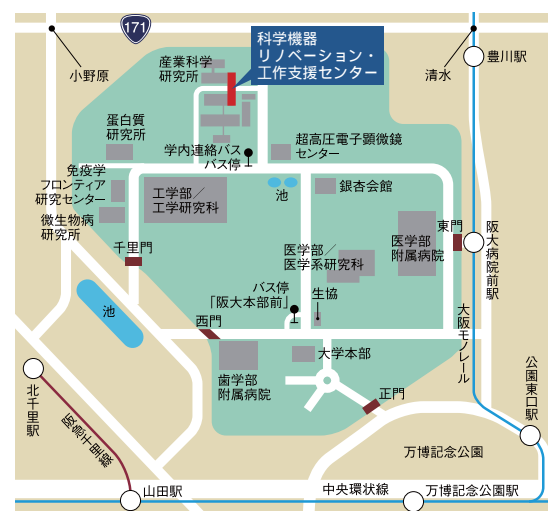 171
科学機器
リノベーション・
工作支援センター
産業科学
研究所
小野原
清水
豊川駅
蛋白質
研究所
学内連絡バス
バス停
超高圧電子顕微鏡
センター
免疫学
フロンティア
研究センター
微生物病
研究所
工学部／
工学研究科
池
銀杏会館
千里門
医学部／
医学系研究科
医学部
附属病院
東門
阪大病院前駅
バス停
「阪大本部前」
生協
池
西門
大阪モノレール
大学本部
歯学部
附属病院
正門
公園東口駅
北千里駅
阪急千里線
万博記念公園
山田駅
中央環状線
万博記念公園駅